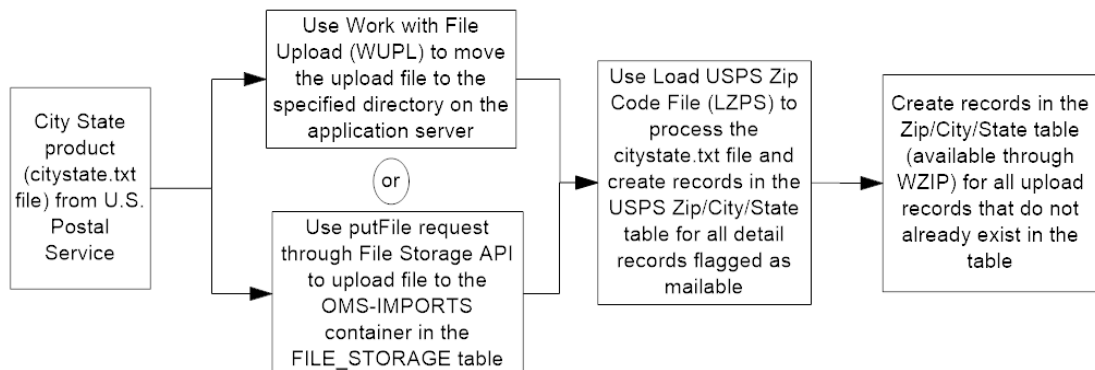 City State
product
(citystate.txt
file) from U.S.
Postal
Service
Use Work with File
Upload (WUPL) to move
the upload file to the
specified directory on the
application server
or
Use putFile request
through File Storage API
to upload file to the
OMS-IMPORTS
container in the
FILE_STORAGE table
Use Load USPS Zip
Code File (LZPS) to
process the
citystate.txt file and
create records in the
USPS Zip/City/State
table for all detail
records flagged as
mailable
Create records in the
Zip/City/State table
(available through
WZIP) for all upload
records that do not
already exist in the
table